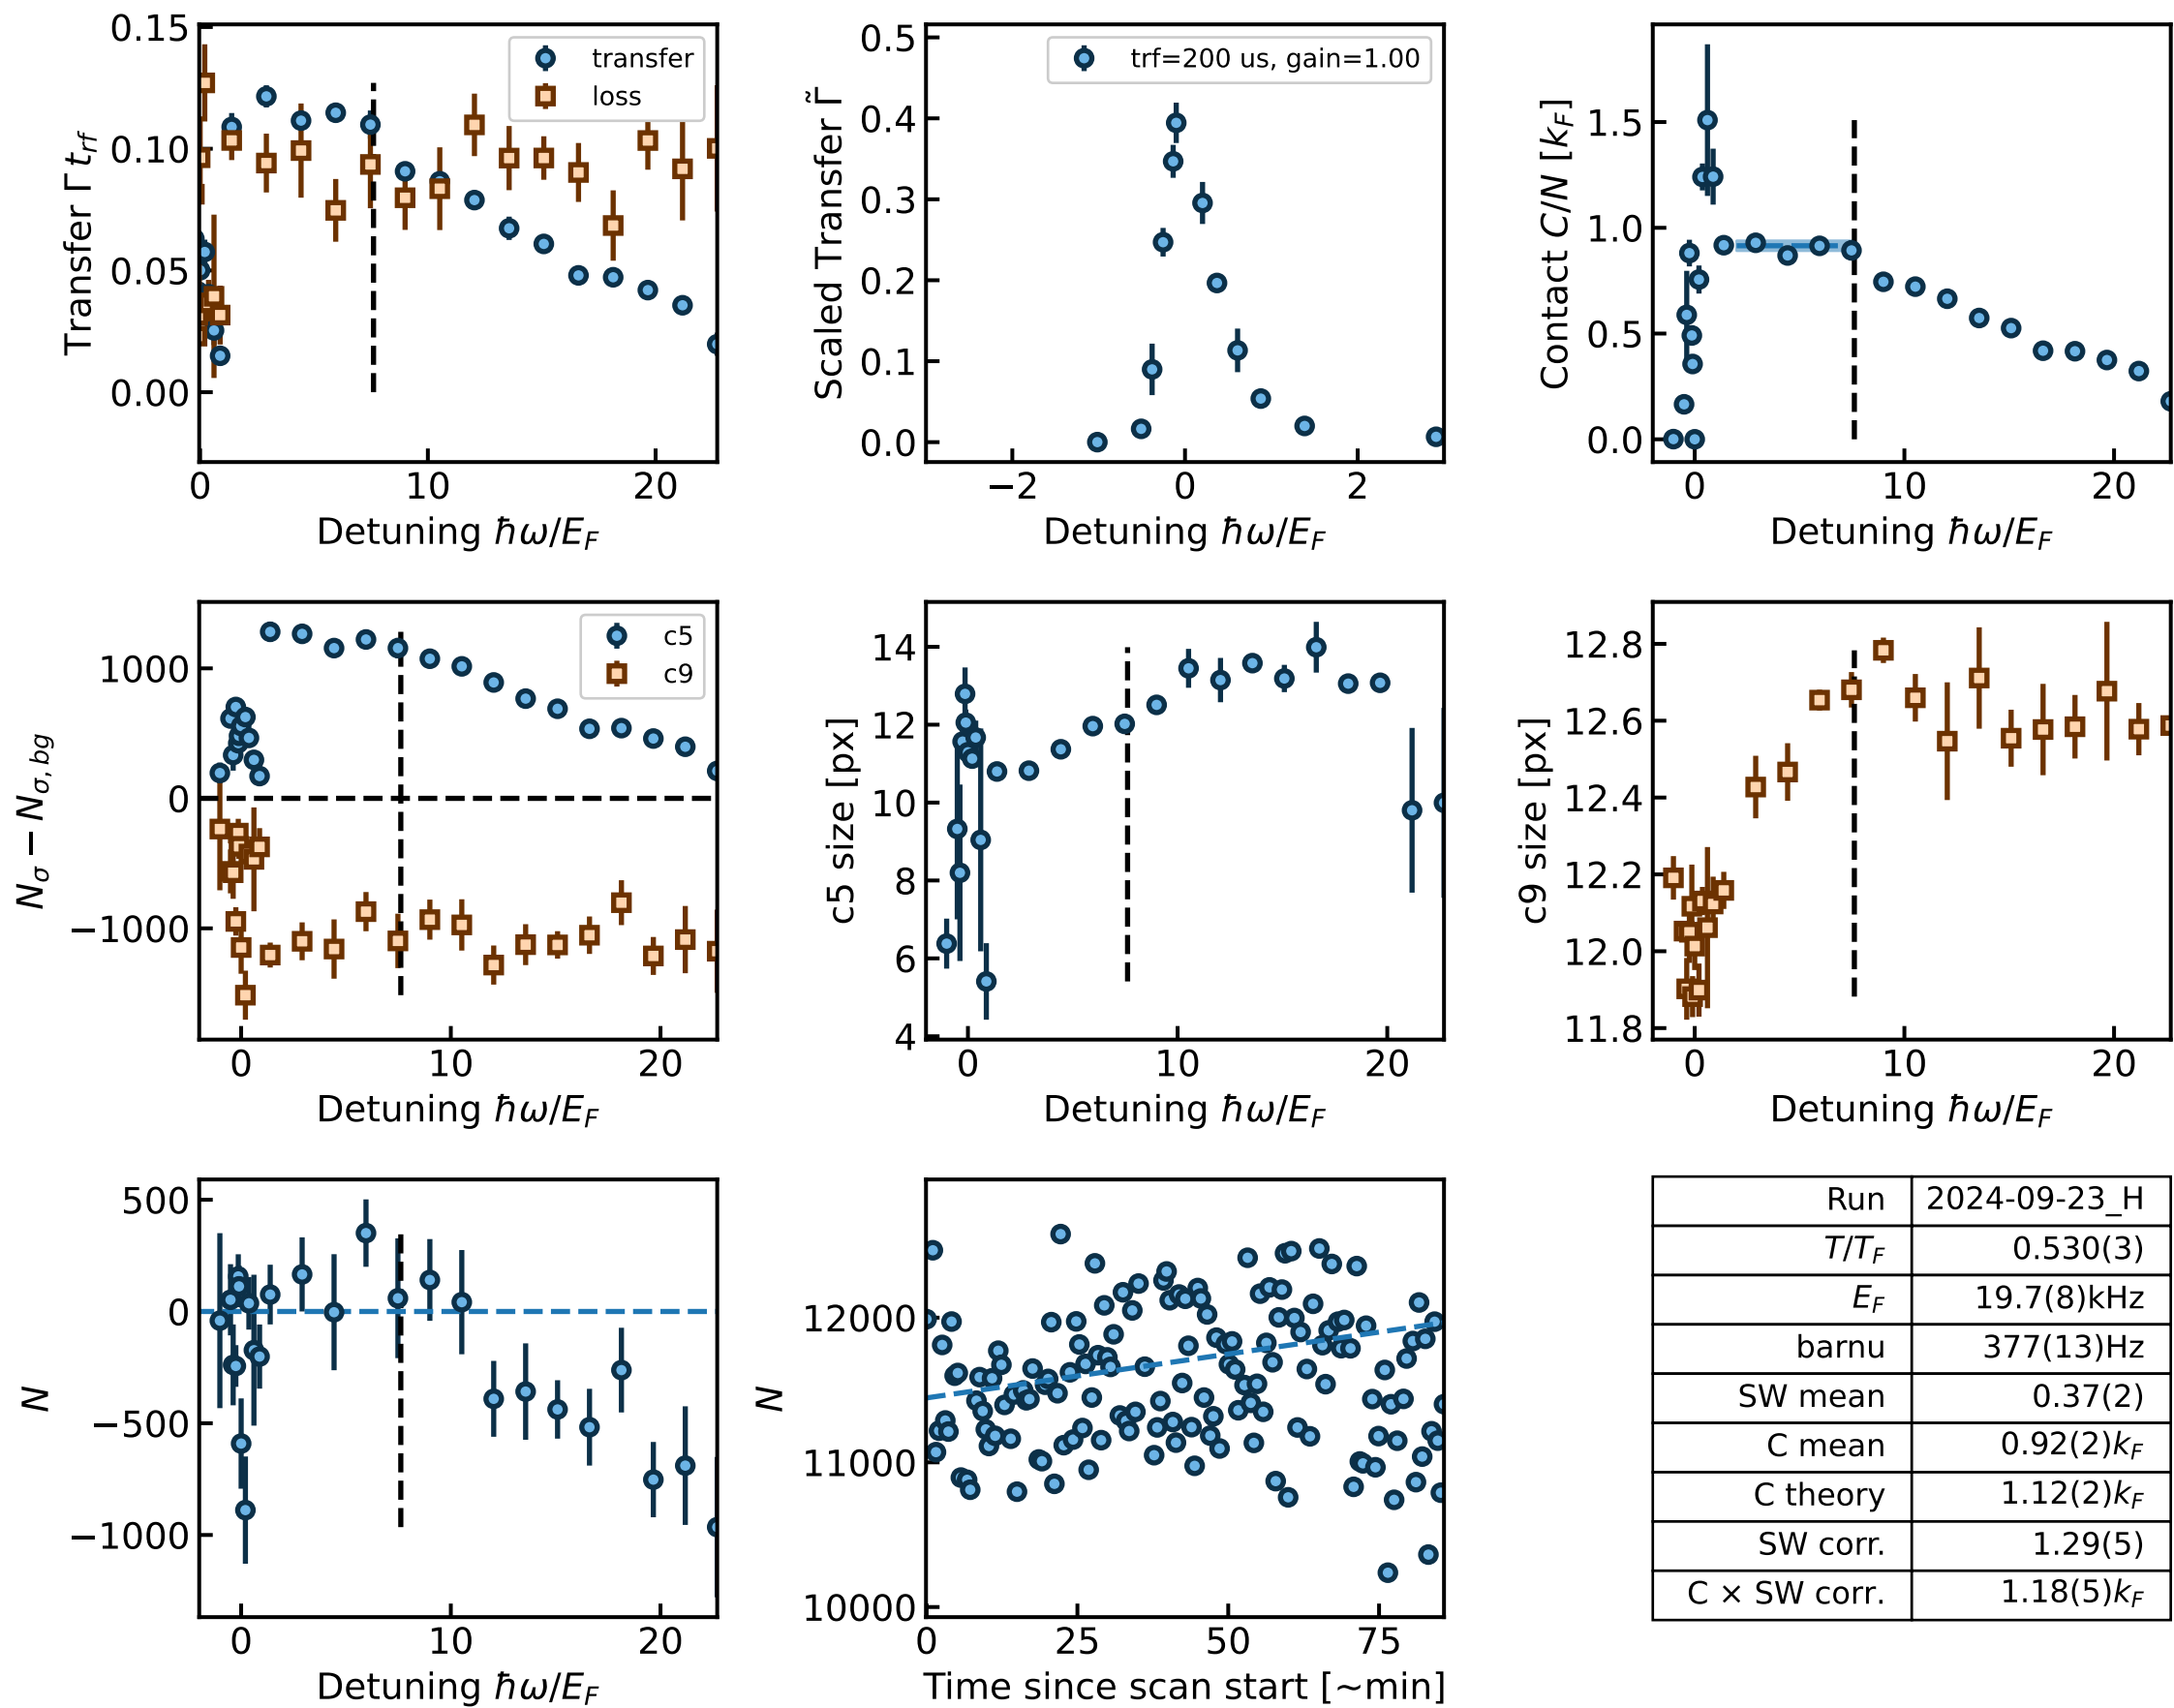 0.15
0.10
0.05
0.00
Transfer Γ t_rf
transfer
loss
0 10 20
Detuning ħω/E_F
0.5
0.4
0.3
0.2
0.1
0.0
Scaled Transfer Γ̃
trf=200 us, gain=1.00
−2 0 2
Detuning ħω/E_F
1.5
1.0
0.5
0.0
Contact C/N [k_F]
0 10 20
Detuning ħω/E_F
1000
0
−1000
N_σ − N_σ,bg
c5
c9
0 10 20
Detuning ħω/E_F
14
12
10
8
6
4
c5 size [px]
0 10 20
Detuning ħω/E_F
12.8
12.6
12.4
12.2
12.0
11.8
c9 size [px]
0 10 20
Detuning ħω/E_F
500
0
−500
−1000
N
0 10 20
Detuning ħω/E_F
12000
11000
10000
N
0 25 50 75
Time since scan start [~min]
Run 2024-09-23_H
T/T_F 0.530(3)
E_F 19.7(8)kHz
barnu 377(13)Hz
SW mean 0.37(2)
C mean 0.92(2)k_F
C theory 1.12(2)k_F
SW corr. 1.29(5)
C × SW corr. 1.18(5)k_F